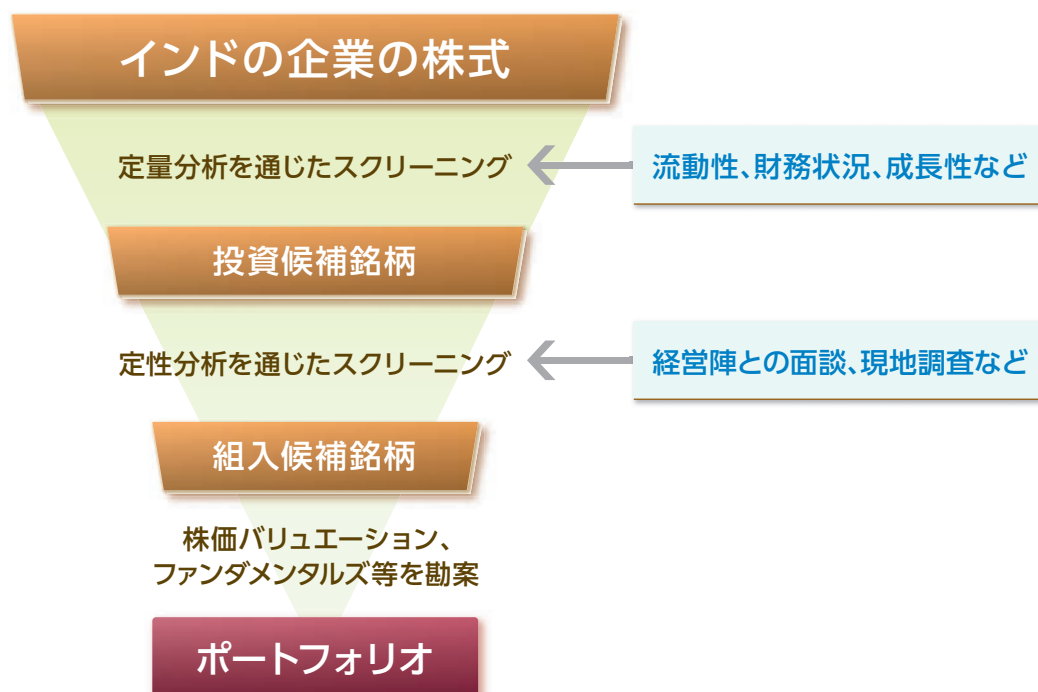 インドの企業の株式
定量分析を通じたスクリーニング
流動性、財務状況、成長性など
投資候補銘柄
定性分析を通じたスクリーニング
経営陣との面談、現地調査など
組入候補銘柄
株価バリュエーション、
ファンダメンタルズ等を勘案
ポートフォリオ